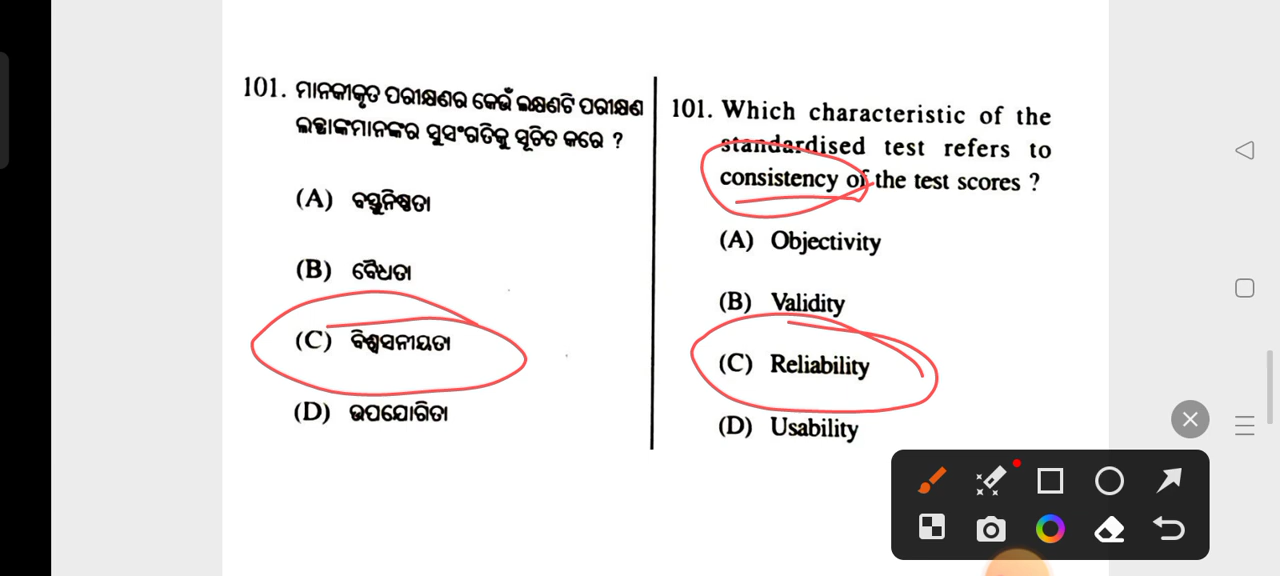 101. ମାନକୀକୃତ ପରୀକ୍ଷଣର କେଉଁ ଲକ୍ଷଣଟି ପରୀକ୍ଷଣ
ଲବ୍ଧାଙ୍କମାନଙ୍କର ସୁସଂଗତିକୁ ସୂଚିତ କରେ ?
(A) ବସ୍ତୁନିଷ୍ଠତା
(B) ବୈଧତା
(C) ବିଶ୍ୱସନୀୟତା
(D) ଉପଯୋଗିତା
101. Which characteristic of the
standardised test refers to
consistency of the test scores ?
(A) Objectivity
(B) Validity
(C) Reliability
(D) Usability